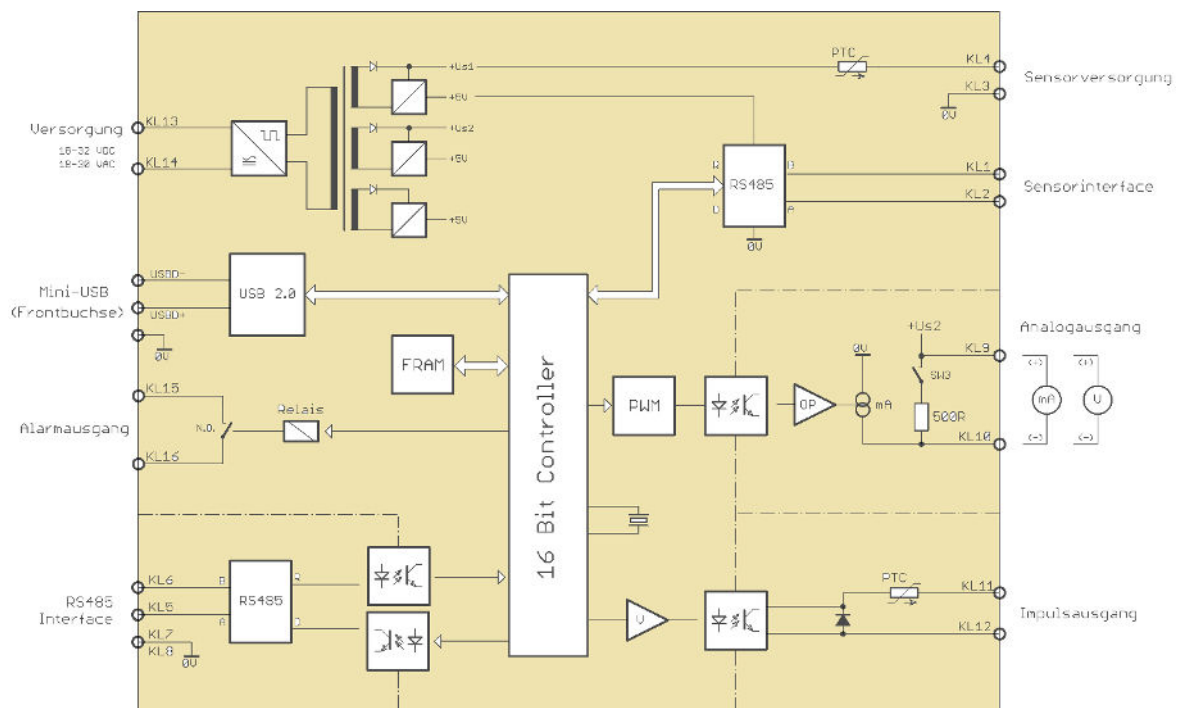 +Us1
PTC
KL4
Sensorversorgung
KL3
+5V
0V
KL13
Versorgung
18-32 VDC
18-30 VAC
KL14
+Us2
+5V
+5V
R
B
KL1
RS485
Sensorinterface
D
A
KL2
0V
USBD-
USB 2.0
Mini-USB
(Frontbuchse)
USBD+
0V
FRAM
16 Bit Controller
+Us2
Analogausgang
0V
KL9
SW3
(+)
(+)
PWM
OP
mA
500R
mA
V
KL10
(-)
(-)
KL15
Relais
N.O.
Alarmausgang
KL16
KL6
B
R
RS485
RS485
Interface
KL5
A
D
KL7
KL8
0V
V
PTC
KL11
Impulsausgang
KL12